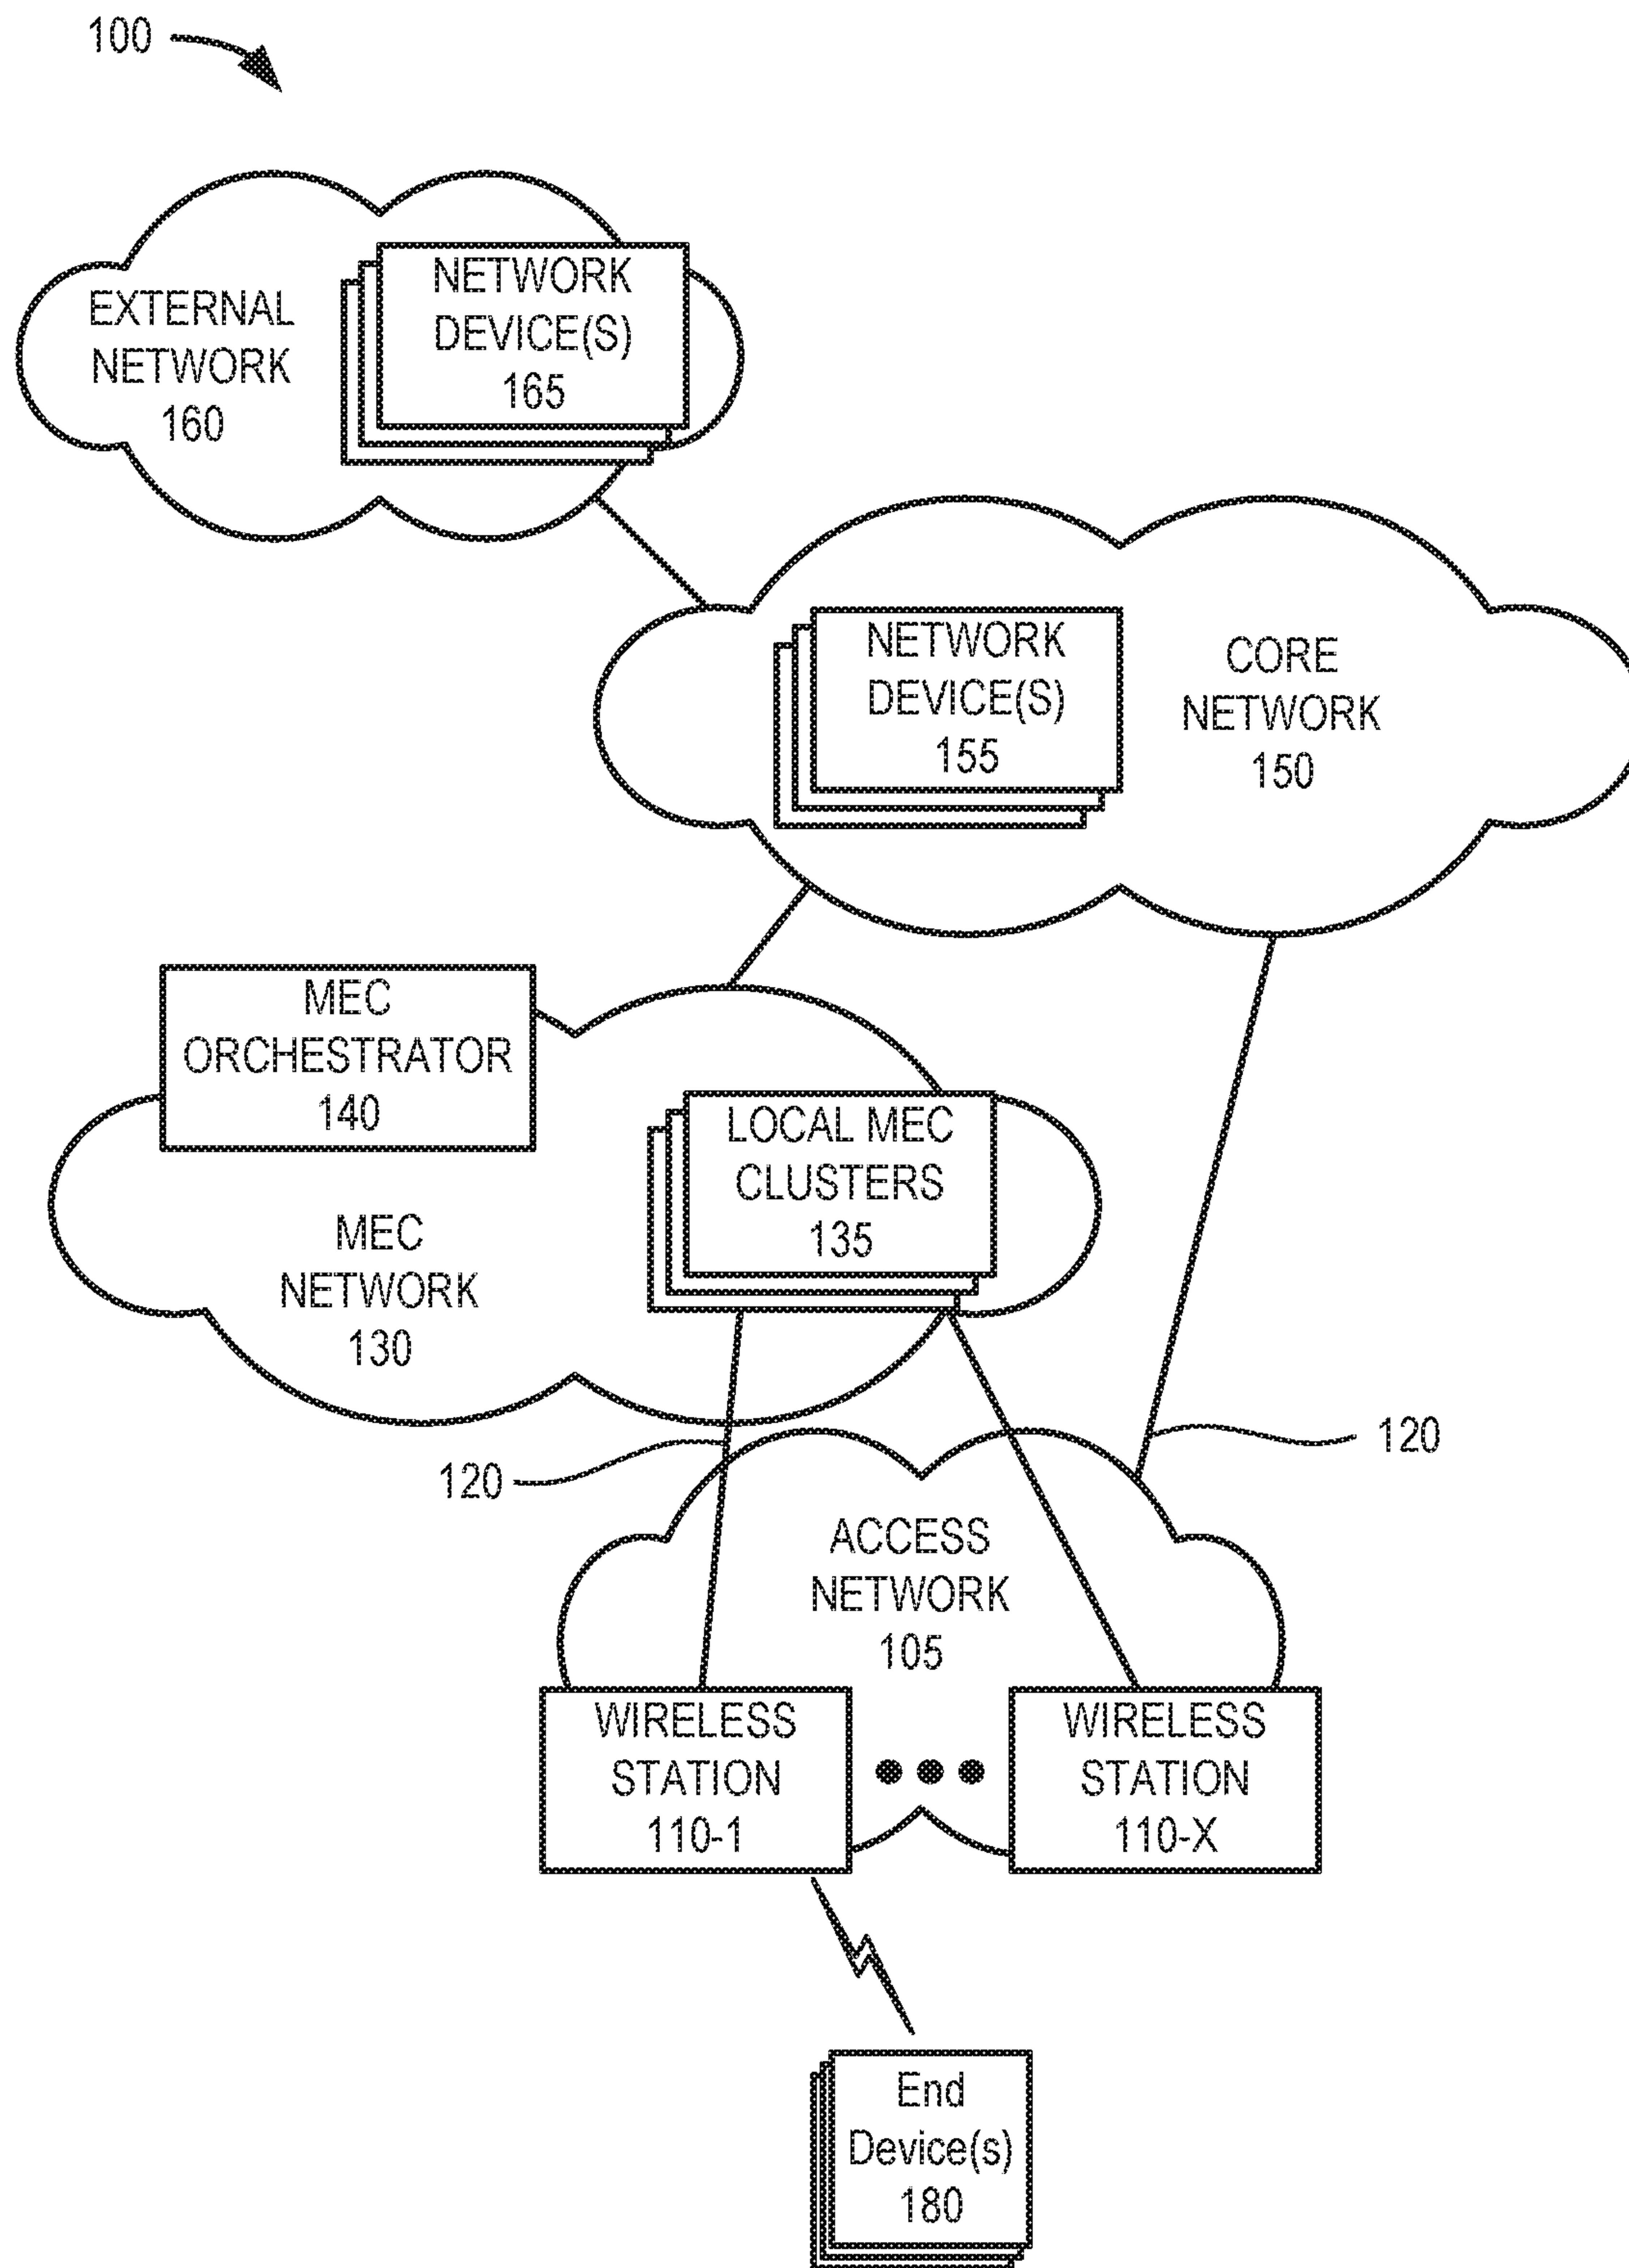 100
EXTERNAL
NETWORK
160
NETWORK
DEVICE(S)
165
NETWORK
DEVICE(S)
155
CORE
NETWORK
150
MEC
ORCHESTRATOR
140
LOCAL MEC
CLUSTERS
135
MEC
NETWORK
130
120
120
ACCESS
NETWORK
105
WIRELESS
STATION
110-1
WIRELESS
STATION
110-X
End
Device(s)
180